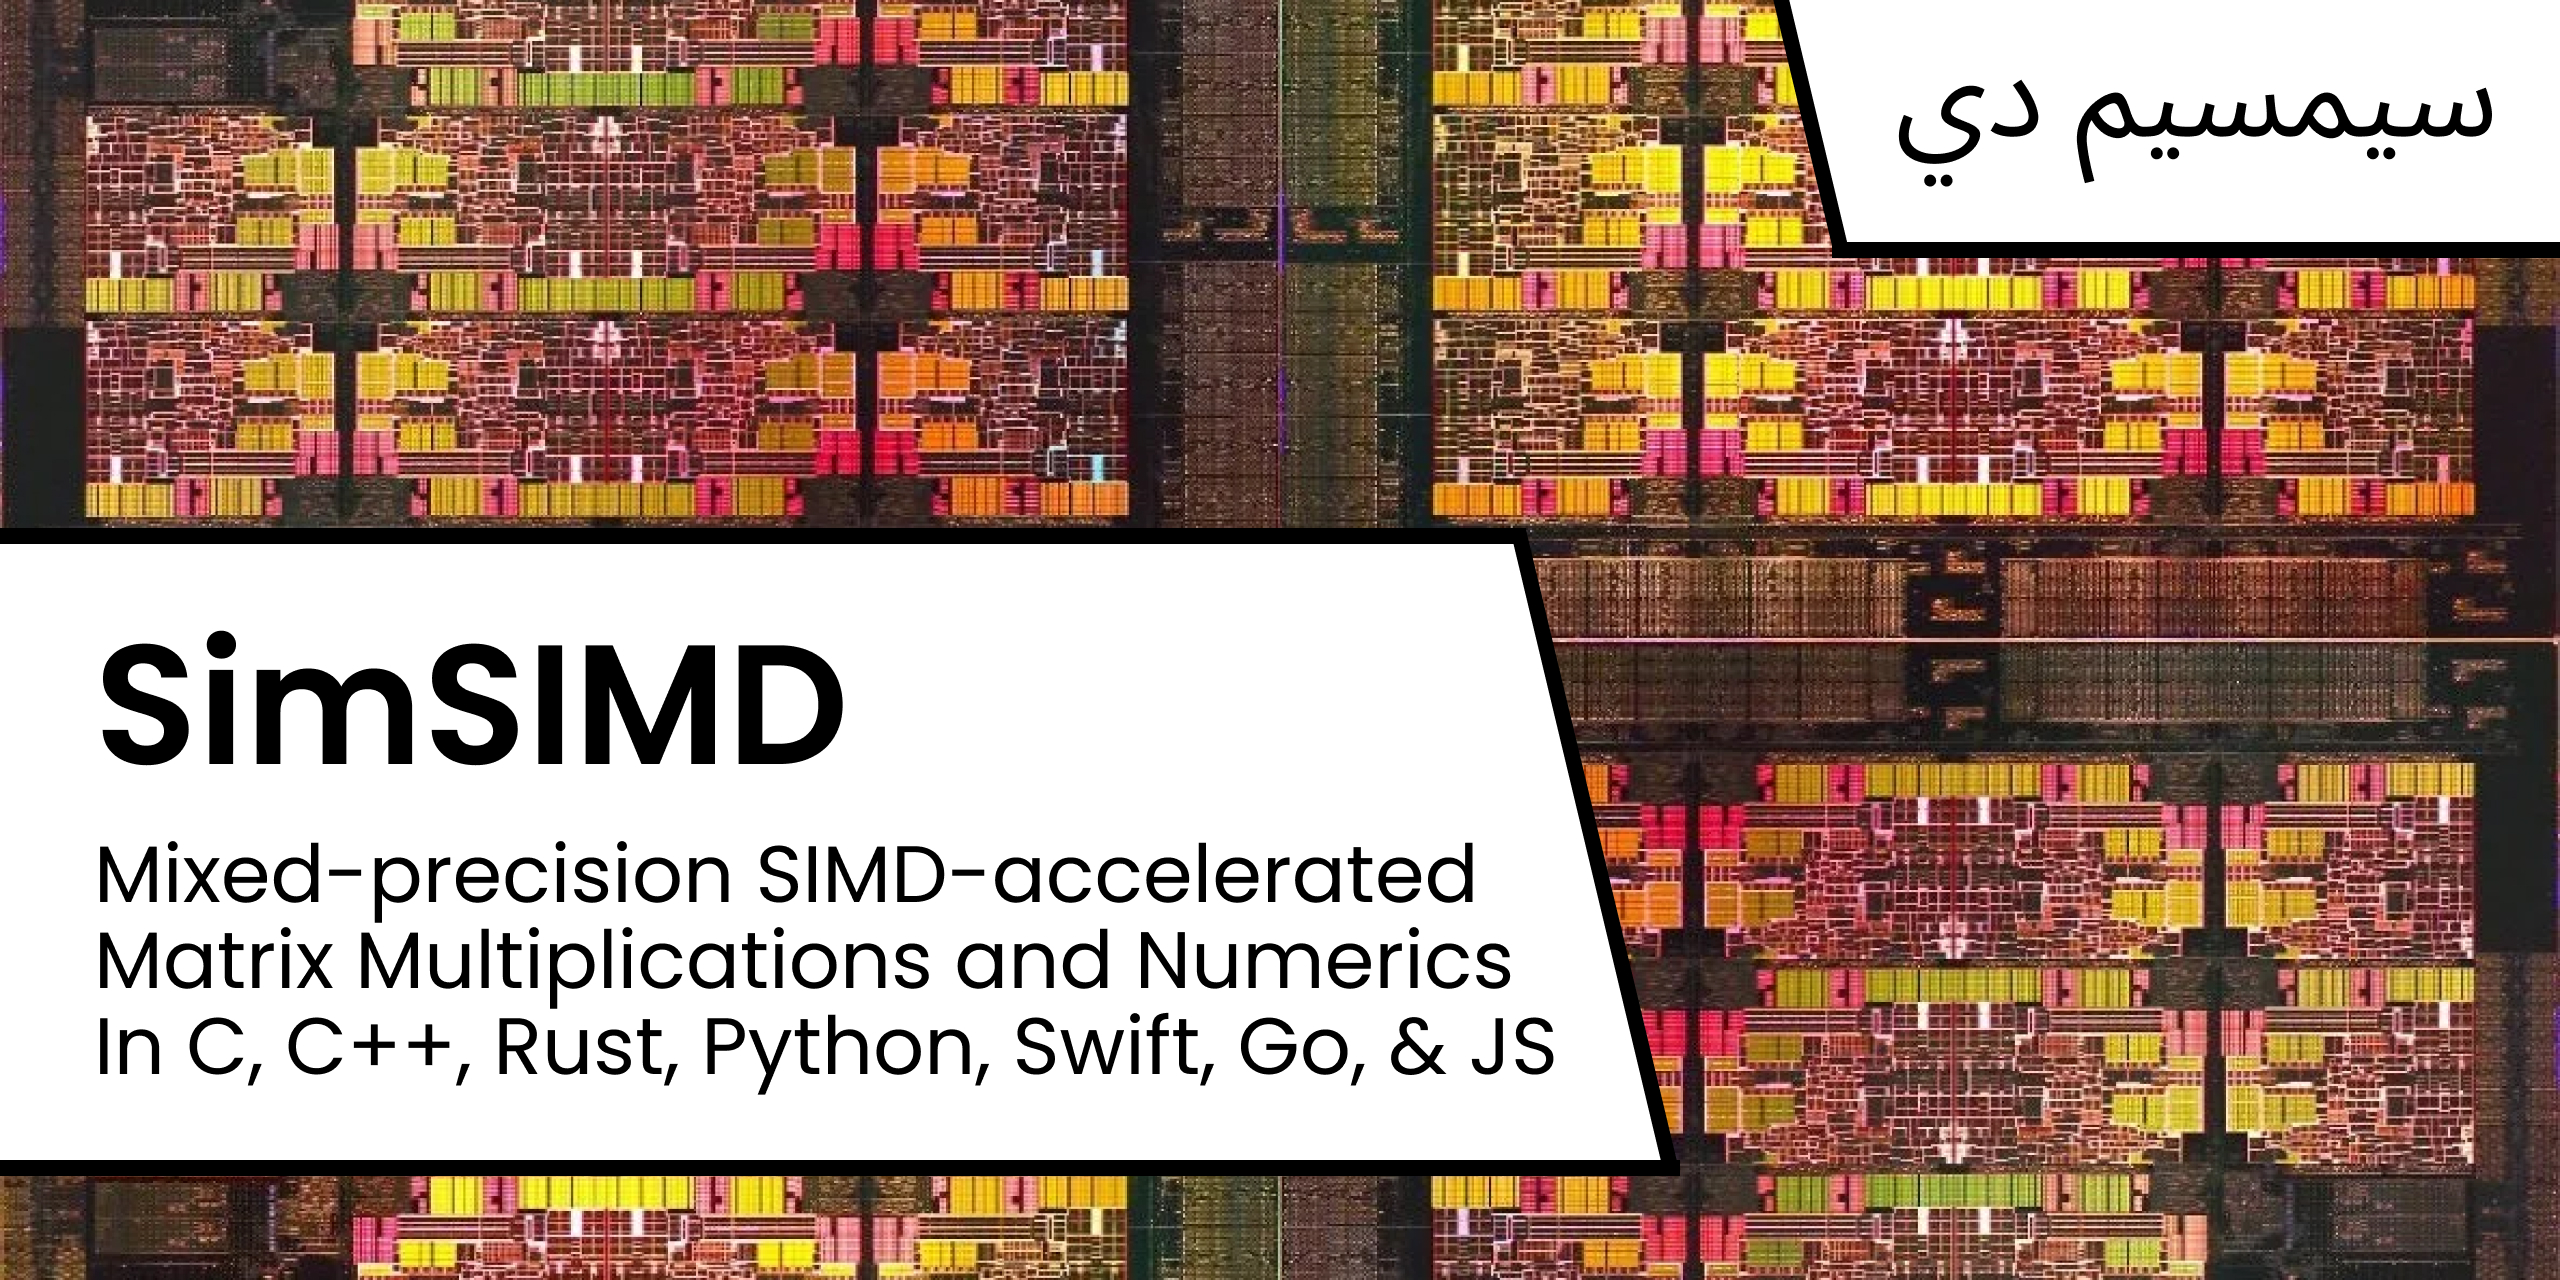 سيمسيم دي
SimSIMD
Mixed-precision SIMD-accelerated
Matrix Multiplications and Numerics
In C, C++, Rust, Python, Swift, Go, & JS